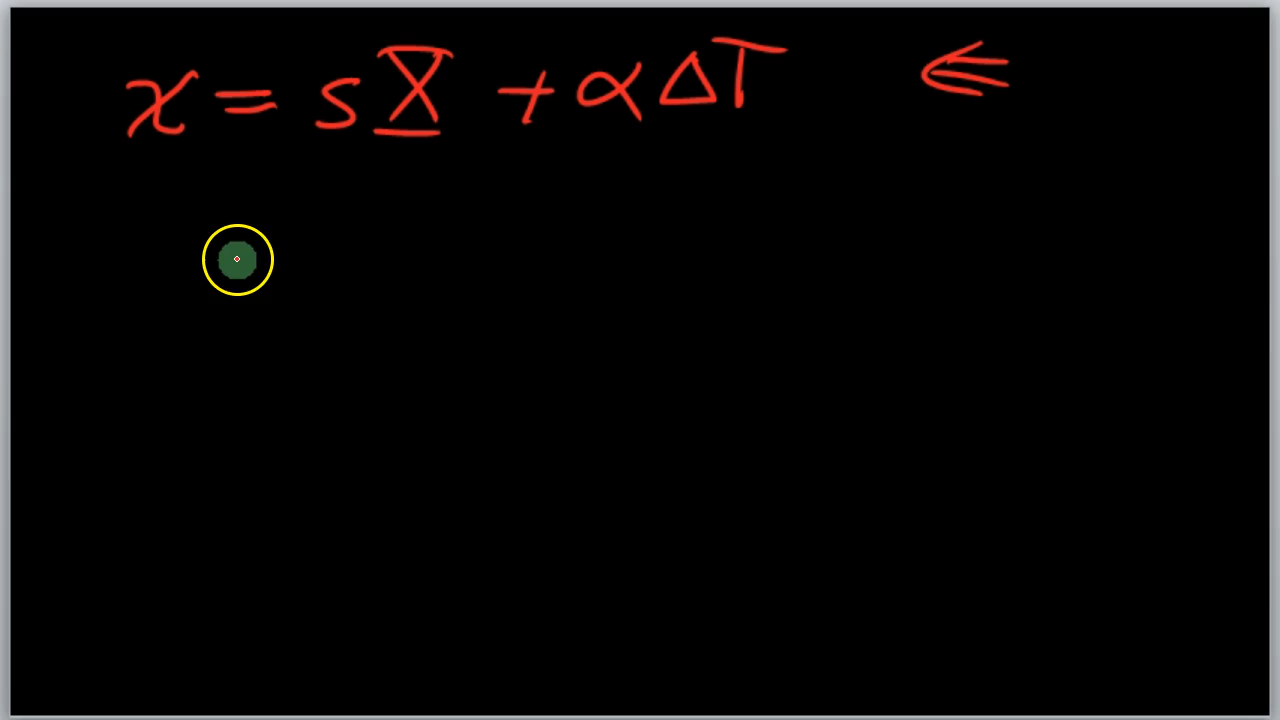 x = sX + αΔT ⇐